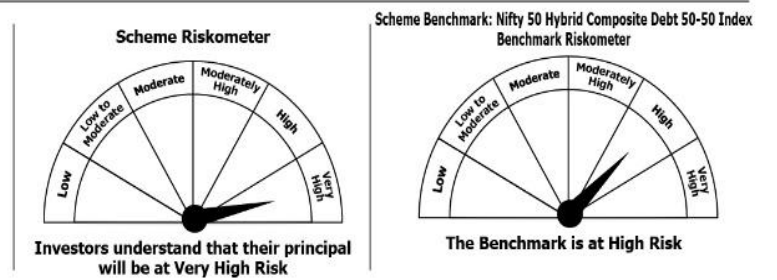 Scheme Riskometer
Low
Low to
Moderate
Moderate
Moderately
High
High
Very
High
Investors understand that their principal
will be at Very High Risk
Scheme Benchmark: Nifty 50 Hybrid Composite Debt 50-50 Index
Benchmark Riskometer
Low
Low to
Moderate
Moderate
Moderately
High
High
Very
High
The Benchmark is at High Risk